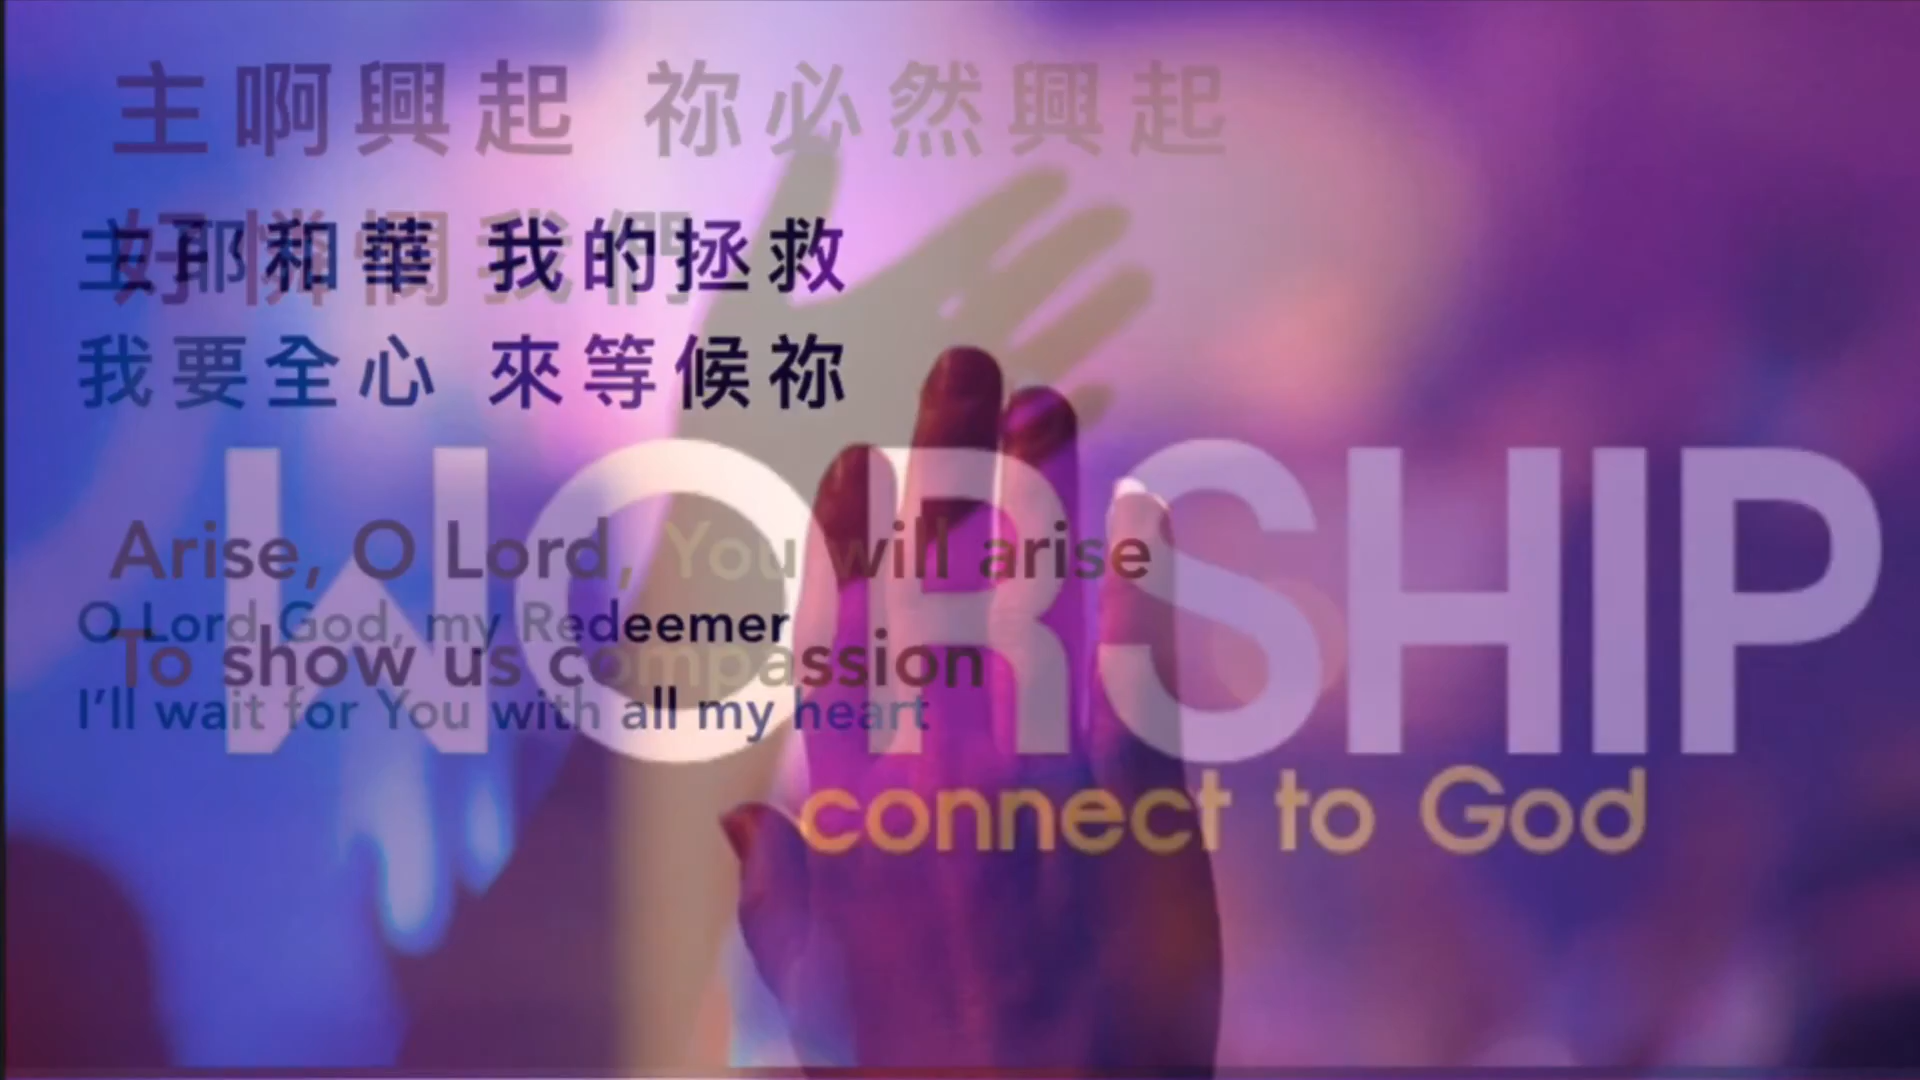 主啊興起 祢必然興起
好憐憫我們
主耶和華 我的拯救
我要全心 來等候祢
WORSHIP
Arise, O Lord, You will arise
O Lord God, my Redeemer
To show us compassion
I'll wait for You with all my heart
connect to God